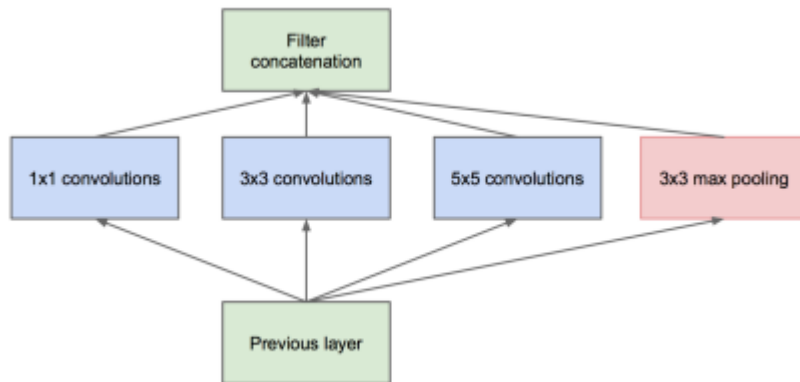 Filter
concatenation
1x1 convolutions
3x3 convolutions
5x5 convolutions
3x3 max pooling
Previous layer